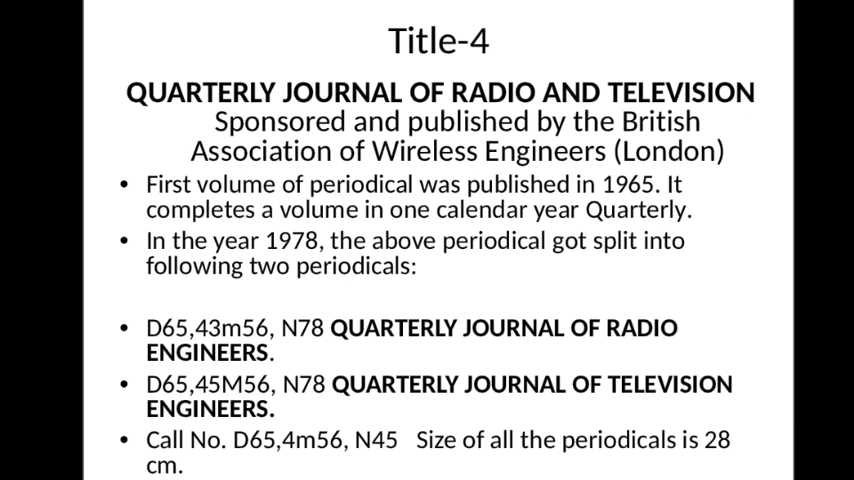 Title-4
QUARTERLY JOURNAL OF RADIO AND TELEVISION
Sponsored and published by the British
Association of Wireless Engineers (London)
• First volume of periodical was published in 1965. It
completes a volume in one calendar year Quarterly.
• In the year 1978, the above periodical got split into
following two periodicals:
• D65,43m56, N78 QUARTERLY JOURNAL OF RADIO
ENGINEERS.
• D65,45M56, N78 QUARTERLY JOURNAL OF TELEVISION
ENGINEERS.
• Call No. D65,4m56, N45 Size of all the periodicals is 28
cm.